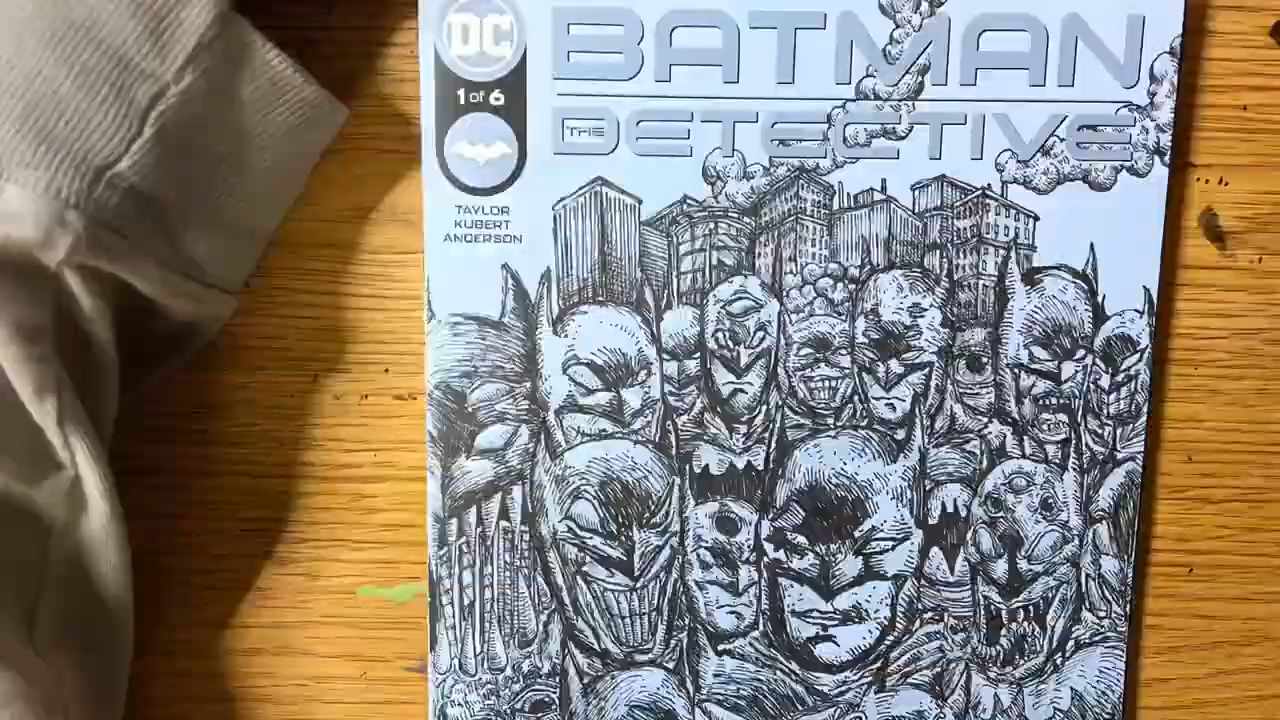 DC
BATMAN
1 of 6
THE DETECTIVE
TAYLOR
KUBERT
ANDERSON